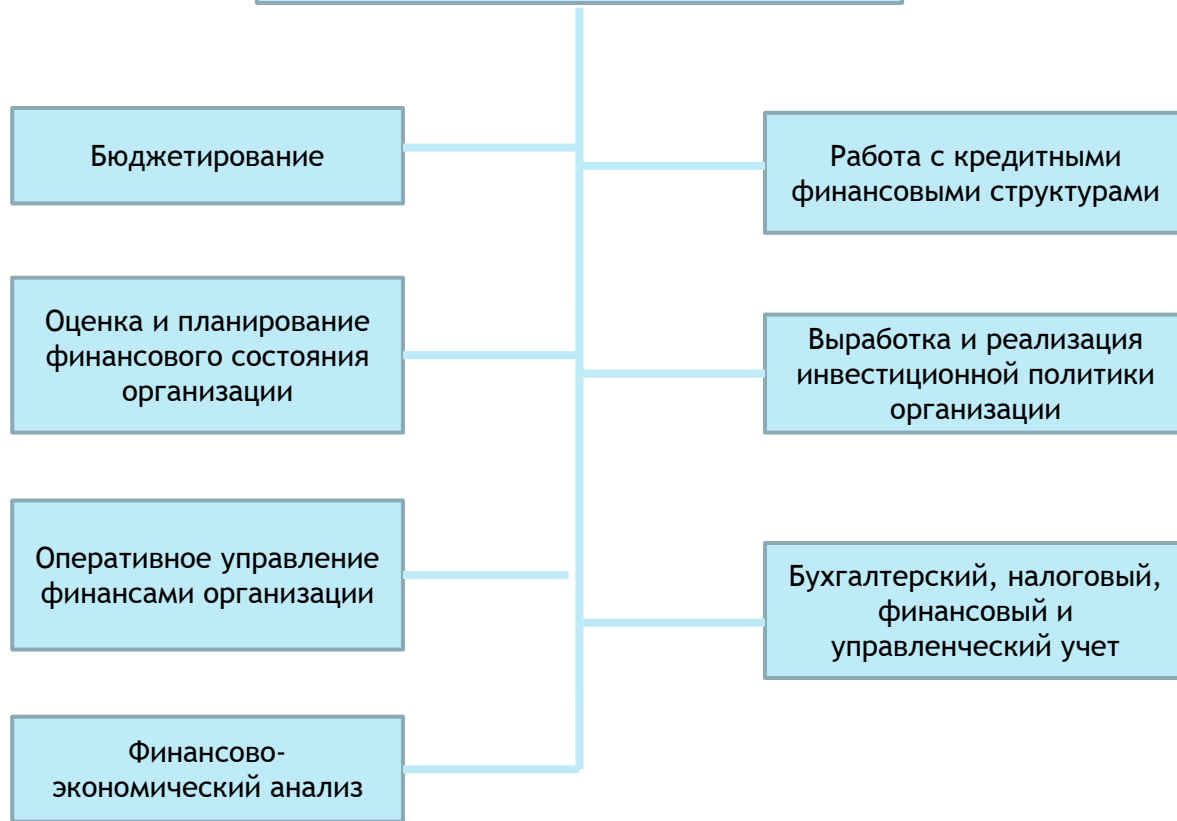 Бюджетирование
Работа с кредитными
финансовыми структурами
Оценка и планирование
финансового состояния
организации
Выработка и реализация
инвестиционной политики
организации
Оперативное управление
финансами организации
Бухгалтерский, налоговый,
финансовый и
управленческий учет
Финансово-
экономический анализ